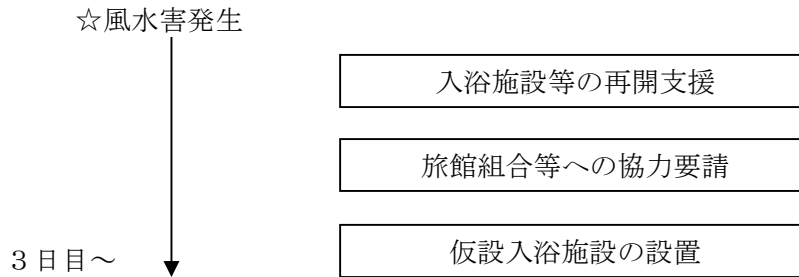 ☆風水害発生
入浴施設等の再開支援
旅館組合等への協力要請
仮設入浴施設の設置
３日目～